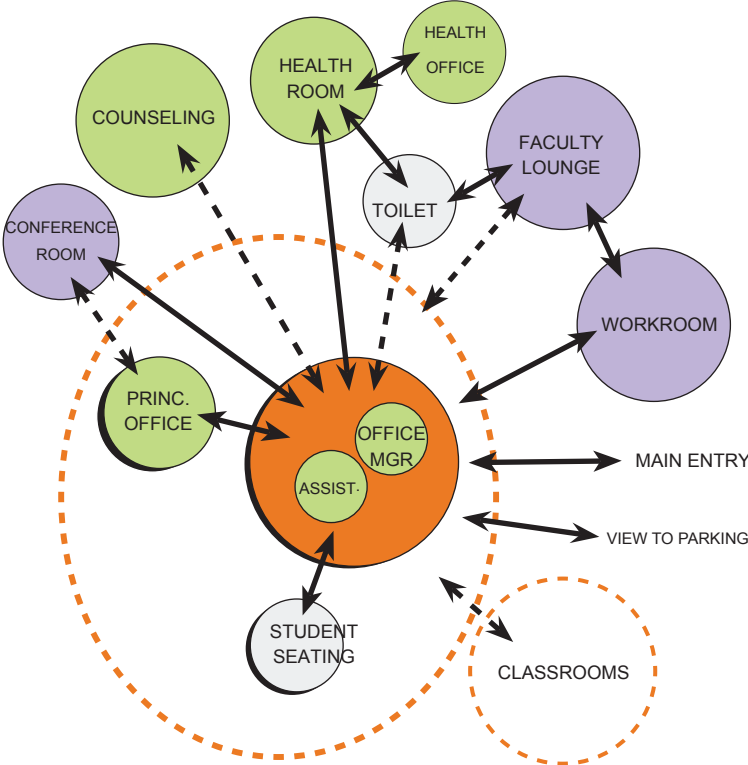 HEALTH
OFFICE
HEALTH
ROOM
COUNSELING
FACULTY
LOUNGE
TOILET
CONFERENCE
ROOM
WORKROOM
PRINC.
OFFICE
OFFICE
MGR
ASSIST.
MAIN ENTRY
VIEW TO PARKING
STUDENT
SEATING
CLASSROOMS